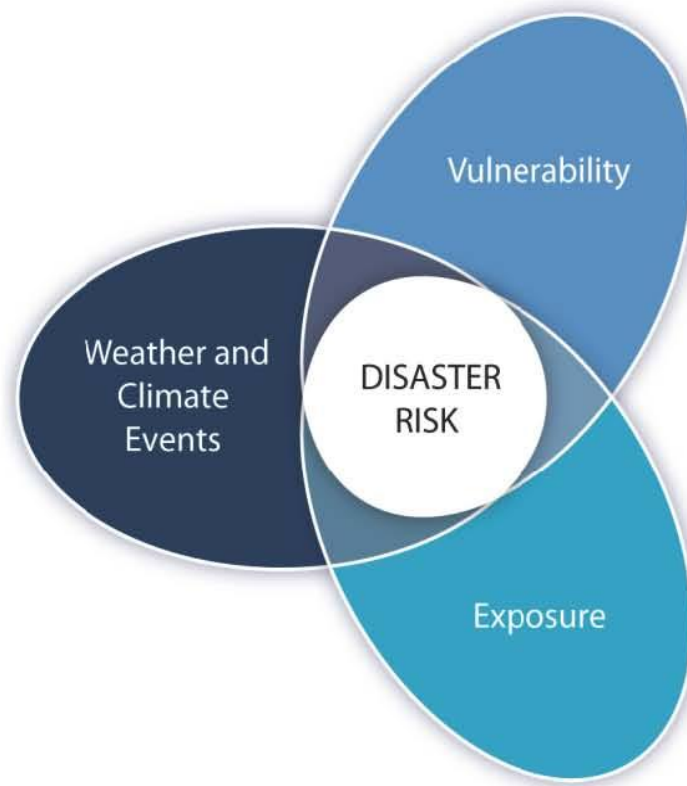 Vulnerability
Weather and
Climate
Events
DISASTER
RISK
Exposure